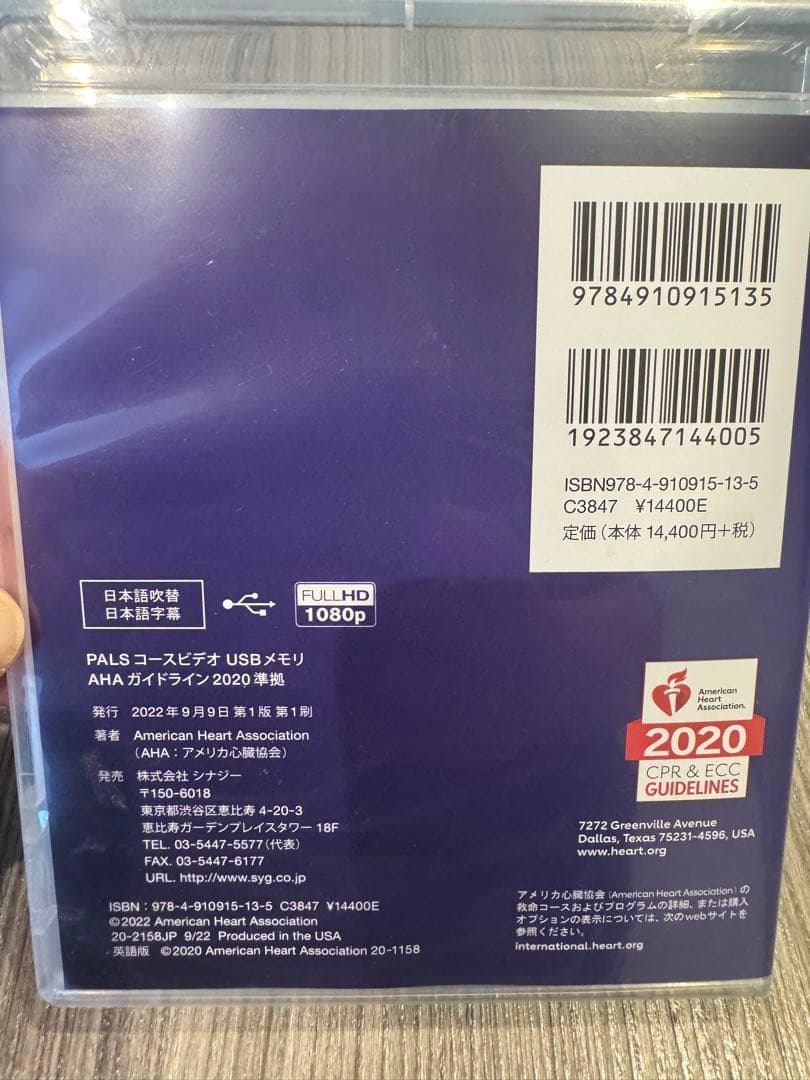 9784910915135
1923847144005
ISBN978-4-910915-13-5
C3847 ¥14400E
定価(本体 14,400円+税)
日本語吹替
日本語字幕
FULL HD
1080p
PALS コースビデオ USBメモリ
AHA ガイドライン 2020 準拠
発行 2022年9月9日 第1版 第1刷
著者 American Heart Association
(AHA:アメリカ心臓協会)
発売 株式会社 シナジー
〒150-6018
東京都渋谷区恵比寿 4-20-3
恵比寿ガーデンプレイスタワー 18F
TEL. 03-5447-5577(代表)
FAX. 03-5447-6177
URL. http://www.syg.co.jp
ISBN : 978-4-910915-13-5 C3847 ¥14400E
©2022 American Heart Association
20-2158JP 9/22 Produced in the USA
英語版 ©2020 American Heart Association 20-1158
American
Heart
Association.
2020
CPR & ECC
GUIDELINES
7272 Greenville Avenue
Dallas, Texas 75231-4596, USA
www.heart.org
アメリカ心臓協会(American Heart Association)の
救命コースおよびプログラムの詳細、または購入
オプションの表示については、次のwebサイトを
参照ください。
international.heart.org